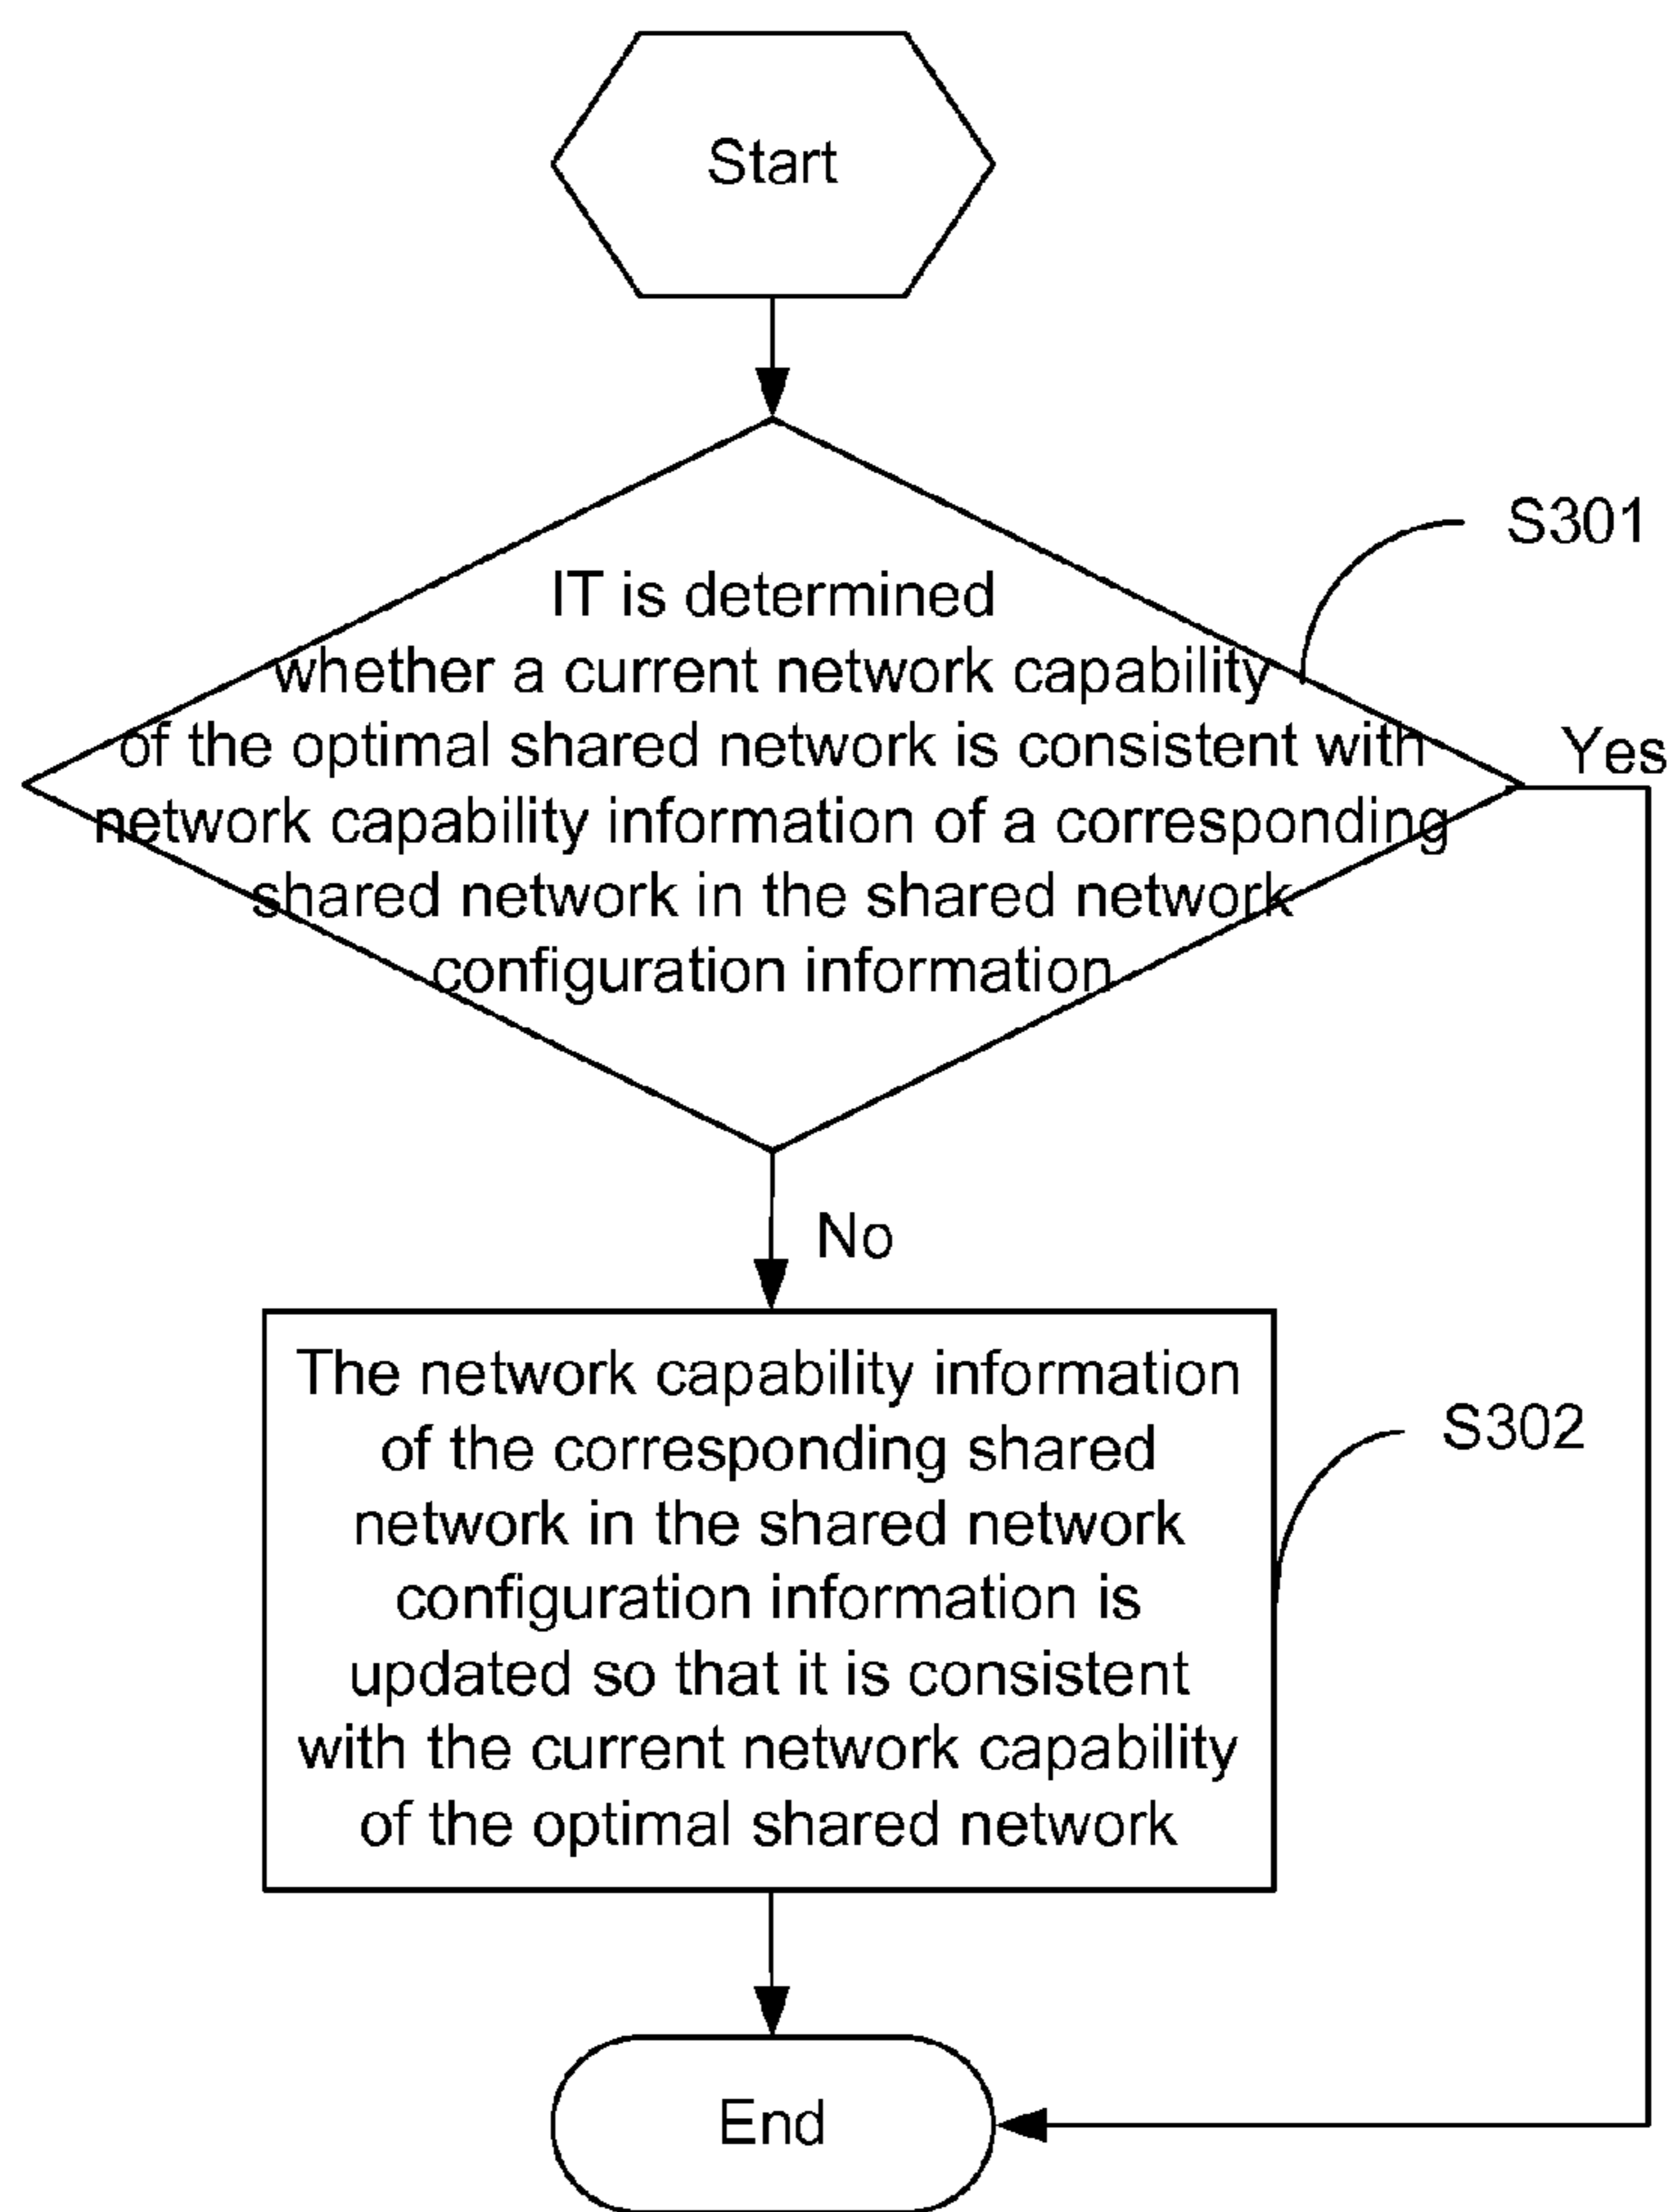 Start
S301
IT is determined
whether a current network capability
of the optimal shared network is consistent with
network capability information of a corresponding
shared network in the shared network
configuration information
Yes
No
The network capability information
of the corresponding shared
network in the shared network
configuration information is
updated so that it is consistent
with the current network capability
of the optimal shared network
S302
End